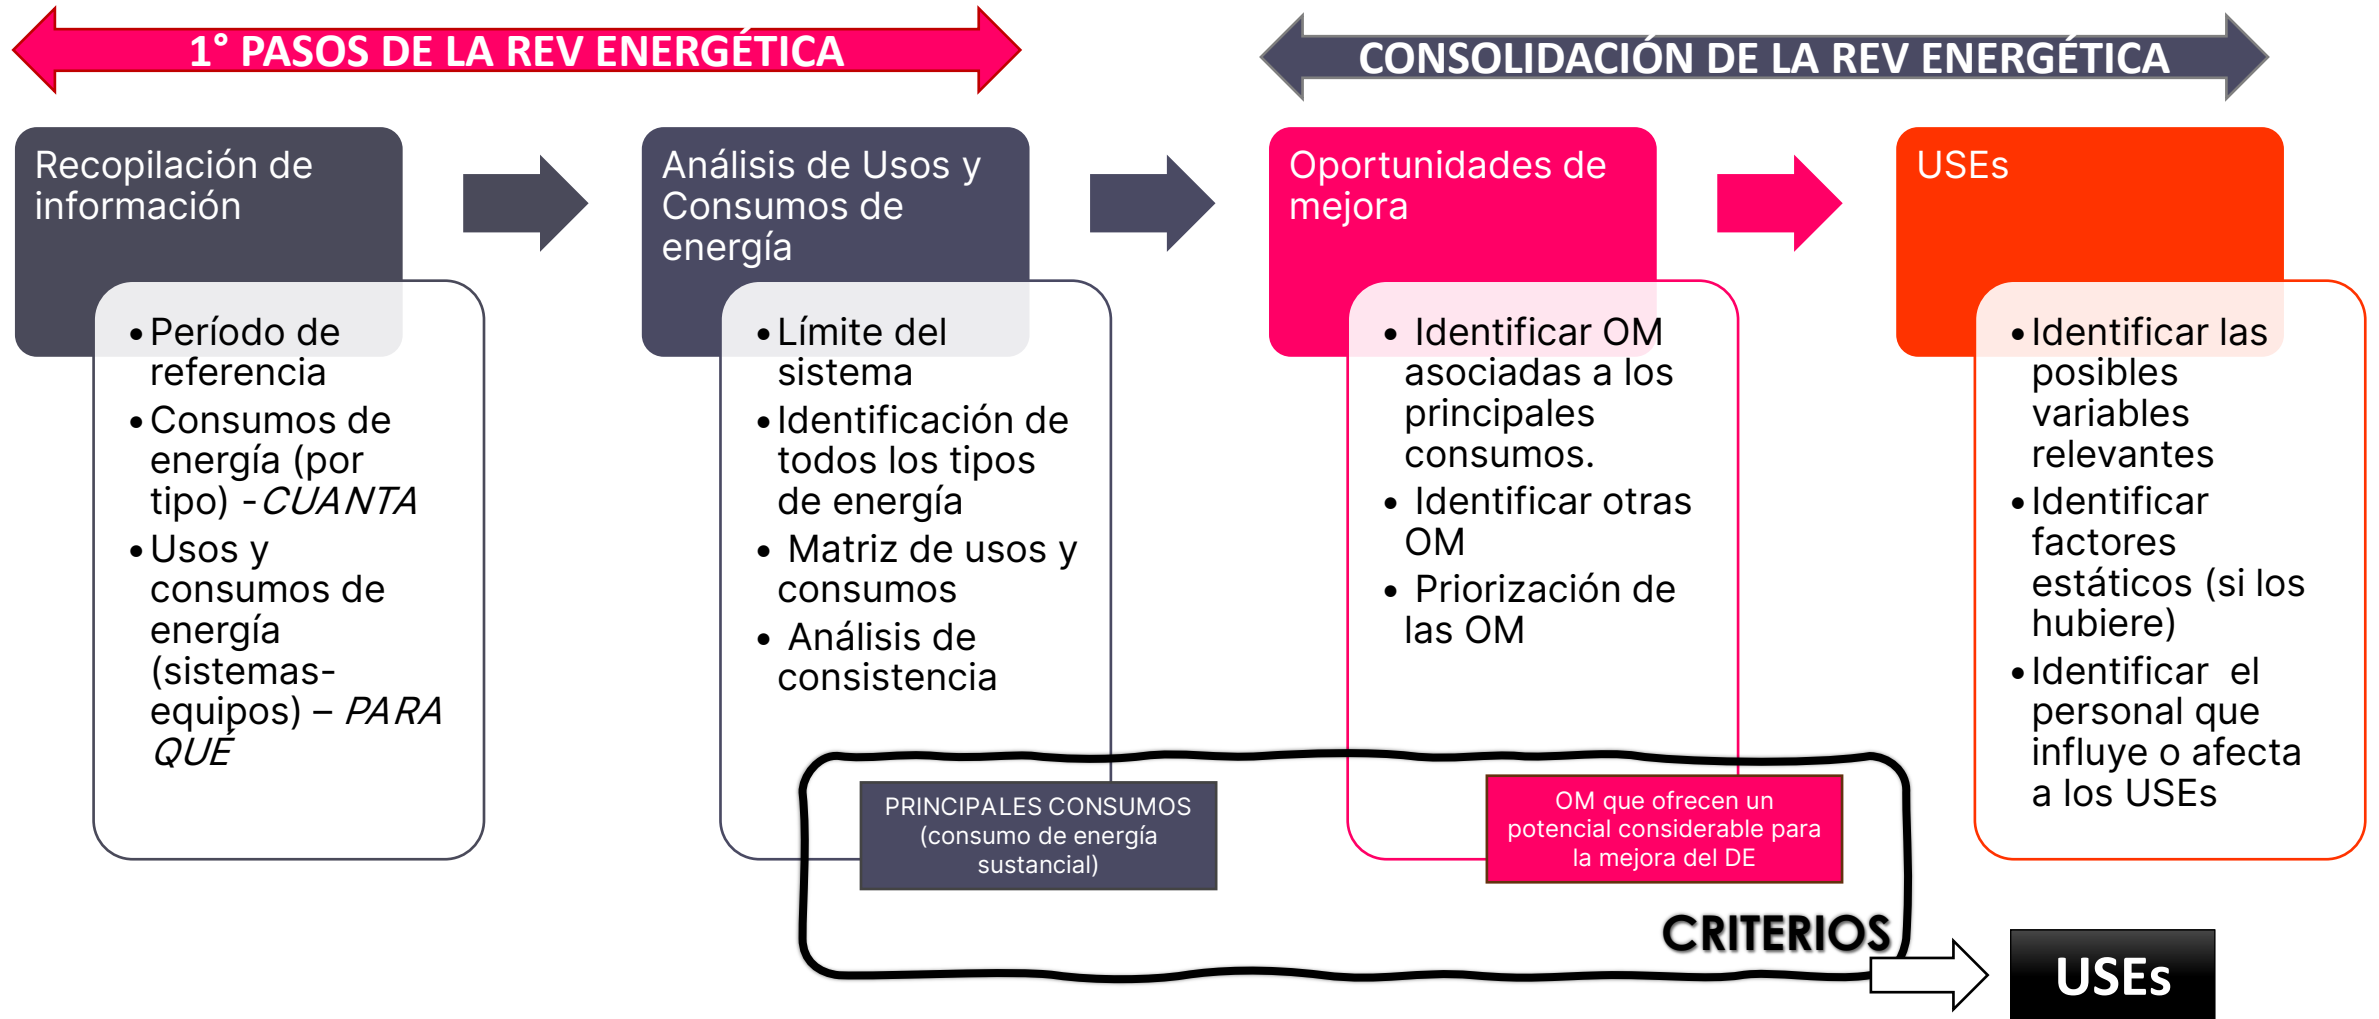 1° PASOS DE LA REV ENERGÉTICA
CONSOLIDACIÓN DE LA REV ENERGÉTICA
Recopilación de
información
•Período de
referencia
•Consumos de
energía (por
tipo) -CUANTA
•Usos y
consumos de
energía
(sistemas-
equipos) – PARA
QUÉ
Análisis de Usos y
Consumos de
energía
•Límite del
sistema
•Identificación de
todos los tipos
de energía
• Matriz de usos y
consumos
• Análisis de
consistencia
PRINCIPALES CONSUMOS
(consumo de energía
sustancial)
Oportunidades de
mejora
• Identificar OM
asociadas a los
principales
consumos.
• Identificar otras
OM
• Priorización de
las OM
OM que ofrecen un
potencial considerable para
la mejora del DE
CRITERIOS
USEs
•Identificar las
posibles
variables
relevantes
•Identificar
factores
estáticos (si los
hubiere)
•Identificar el
personal que
influye o afecta
a los USEs
USEs